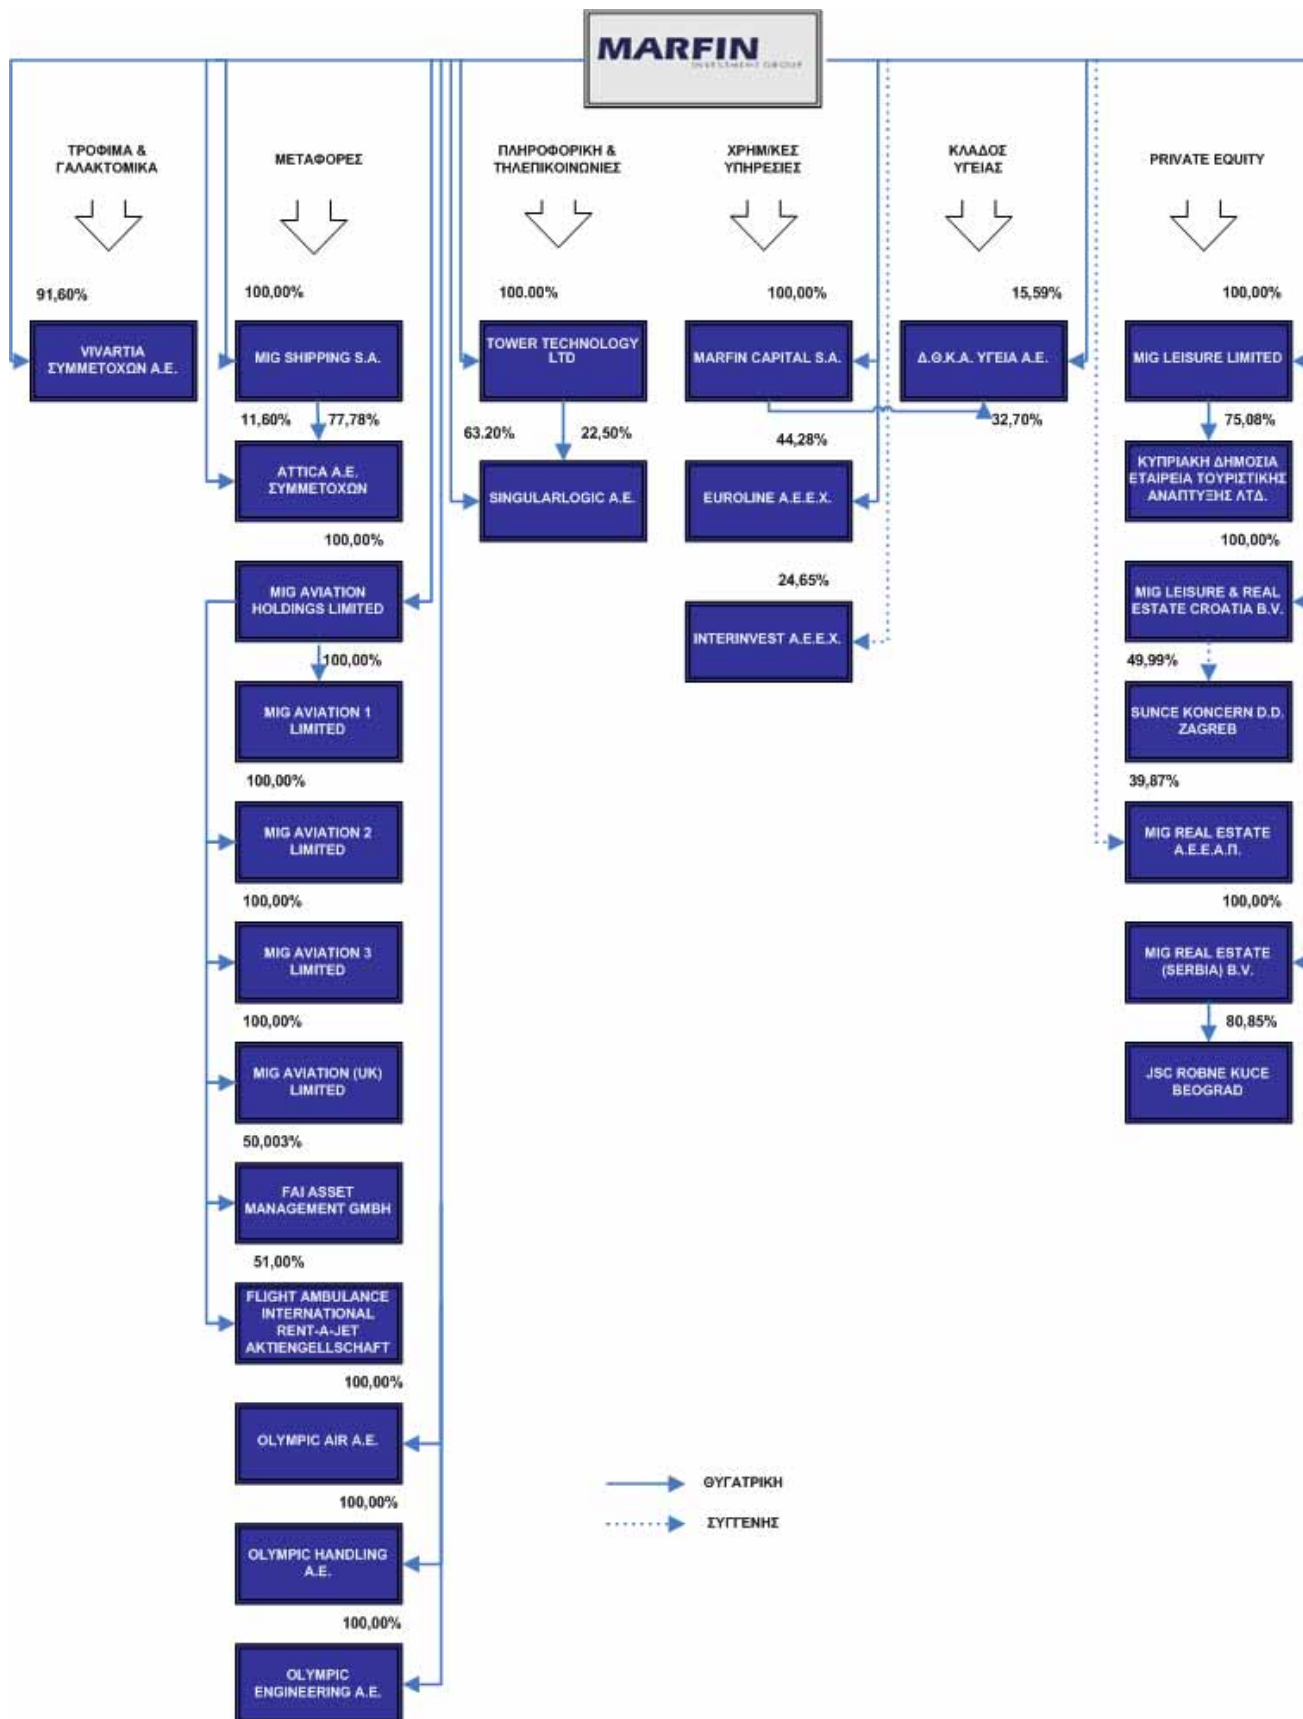 MARFIN
INVESTMENT GROUP
ΤΡΟΦΙΜΑ &
ΓΑΛΑΚΤΟΜΙΚΑ
ΜΕΤΑΦΟΡΕΣ
ΠΛΗΡΟΦΟΡΙΚΗ &
ΤΗΛΕΠΙΚΟΙΝΩΝΙΕΣ
ΧΡΗΜ/ΚΕΣ
ΥΠΗΡΕΣΙΕΣ
ΚΛΑΔΟΣ
ΥΓΕΙΑΣ
PRIVATE EQUITY
91,60%
VIVARTIA
ΣΥΜΜΕΤΟΧΩΝ Α.Ε.
100,00%
MIG SHIPPING S.A.
11,60%
77,78%
ATTICA A.E.
ΣΥΜΜΕΤΟΧΩΝ
100,00%
MIG AVIATION
HOLDINGS LIMITED
100,00%
MIG AVIATION 1
LIMITED
100,00%
MIG AVIATION 2
LIMITED
100,00%
MIG AVIATION 3
LIMITED
100,00%
MIG AVIATION (UK)
LIMITED
50,003%
FAI ASSET
MANAGEMENT GMBH
51,00%
FLIGHT AMBULANCE
INTERNATIONAL
RENT-A-JET
AKTIENGELLSCHAFT
100,00%
OLYMPIC AIR A.E.
100,00%
OLYMPIC HANDLING
A.E.
100,00%
OLYMPIC
ENGINEERING A.E.
100.00%
TOWER TECHNOLOGY
LTD
63.20%
22,50%
SINGULARLOGIC A.E.
100,00%
MARFIN CAPITAL S.A.
44,28%
EUROLINE A.E.E.X.
24,65%
INTERINVEST A.E.E.X.
15,59%
Δ.Θ.Κ.Α. ΥΓΕΙΑ Α.Ε.
32,70%
100,00%
MIG LEISURE LIMITED
75,08%
ΚΥΠΡΙΑΚΗ ΔΗΜΟΣΙΑ
ΕΤΑΙΡΕΙΑ ΤΟΥΡΙΣΤΙΚΗΣ
ΑΝΑΠΤΥΞΗΣ ΛΤΔ.
100,00%
MIG LEISURE & REAL
ESTATE CROATIA B.V.
49,99%
SUNCE KONCERN D.D.
ZAGREB
39,87%
MIG REAL ESTATE
Α.Ε.Ε.Α.Π.
100,00%
MIG REAL ESTATE
(SERBIA) B.V.
80,85%
JSC ROBNE KUCE
BEOGRAD
ΘΥΓΑΤΡΙΚΗ
ΣΥΓΓΕΝΗΣ